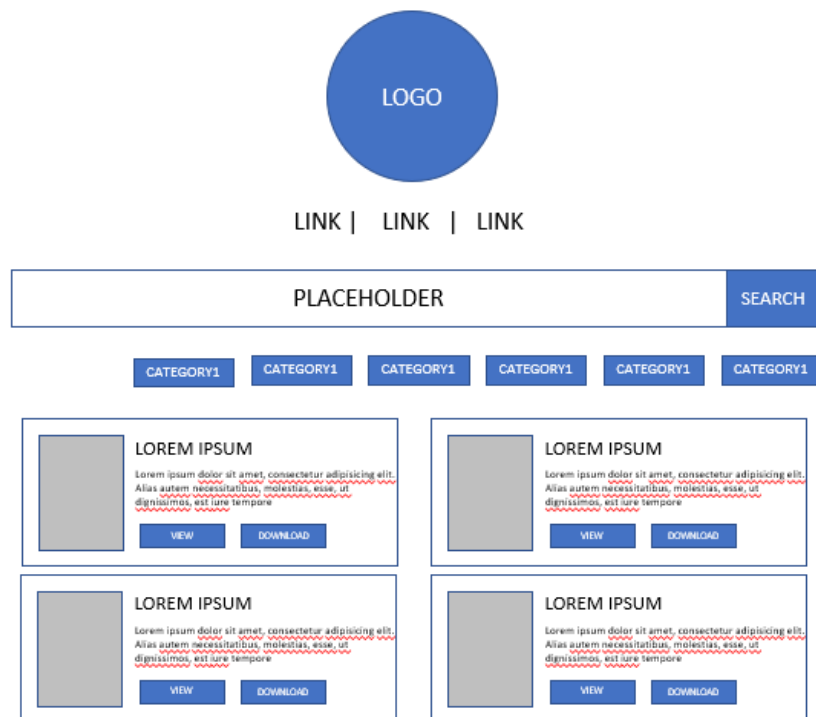 LOGO
LINK |    LINK   |   LINK
PLACEHOLDER
SEARCH
CATEGORY1 CATEGORY1 CATEGORY1 CATEGORY1 CATEGORY1 CATEGORY1
LOREM IPSUM
Lorem ipsum dolor sit amet, consectetur adipisicing elit.
Alias autem necessitatibus, molestias, esse, ut
dignissimos, est iure tempore
VIEW DOWNLOAD
LOREM IPSUM
Lorem ipsum dolor sit amet, consectetur adipisicing elit.
Alias autem necessitatibus, molestias, esse, ut
dignissimos, est iure tempore
VIEW DOWNLOAD
LOREM IPSUM
Lorem ipsum dolor sit amet, consectetur adipisicing elit.
Alias autem necessitatibus, molestias, esse, ut
dignissimos, est iure tempore
VIEW DOWNLOAD
LOREM IPSUM
Lorem ipsum dolor sit amet, consectetur adipisicing elit.
Alias autem necessitatibus, molestias, esse, ut
dignissimos, est iure tempore
VIEW DOWNLOAD